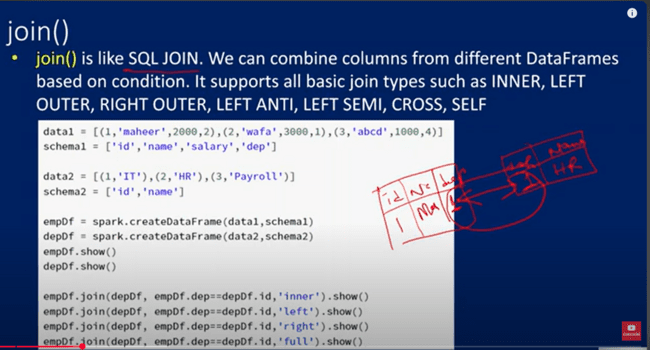 join()
• join() is like SQL JOIN. We can combine columns from different DataFrames
based on condition. It supports all basic join types such as INNER, LEFT
OUTER, RIGHT OUTER, LEFT ANTI, LEFT SEMI, CROSS, SELF
data1 = [(1,'maheer',2000,2),(2,'wafa',3000,1),(3,'abcd',1000,4)]
schema1 = ['id','name','salary','dep']
data2 = [(1,'IT'),(2,'HR'),(3,'Payroll')]
schema2 = ['id','name']
empDf = spark.createDataFrame(data1,schema1)
depDf = spark.createDataFrame(data2,schema2)
empDf.show()
depDf.show()
empDf.join(depDf, empDf.dep==depDf.id,'inner').show()
empDf.join(depDf, empDf.dep==depDf.id,'left').show()
empDf.join(depDf, empDf.dep==depDf.id,'right').show()
empDf.join(depDf, empDf.dep==depDf.id,'full').show()
Name
HR
id
1